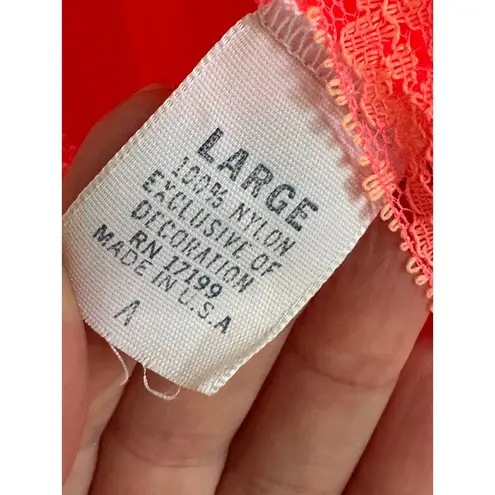 LARGE
100% NYLON
EXCLUSIVE OF
DECORATION
RN 17199
MADE IN U.S.A
A